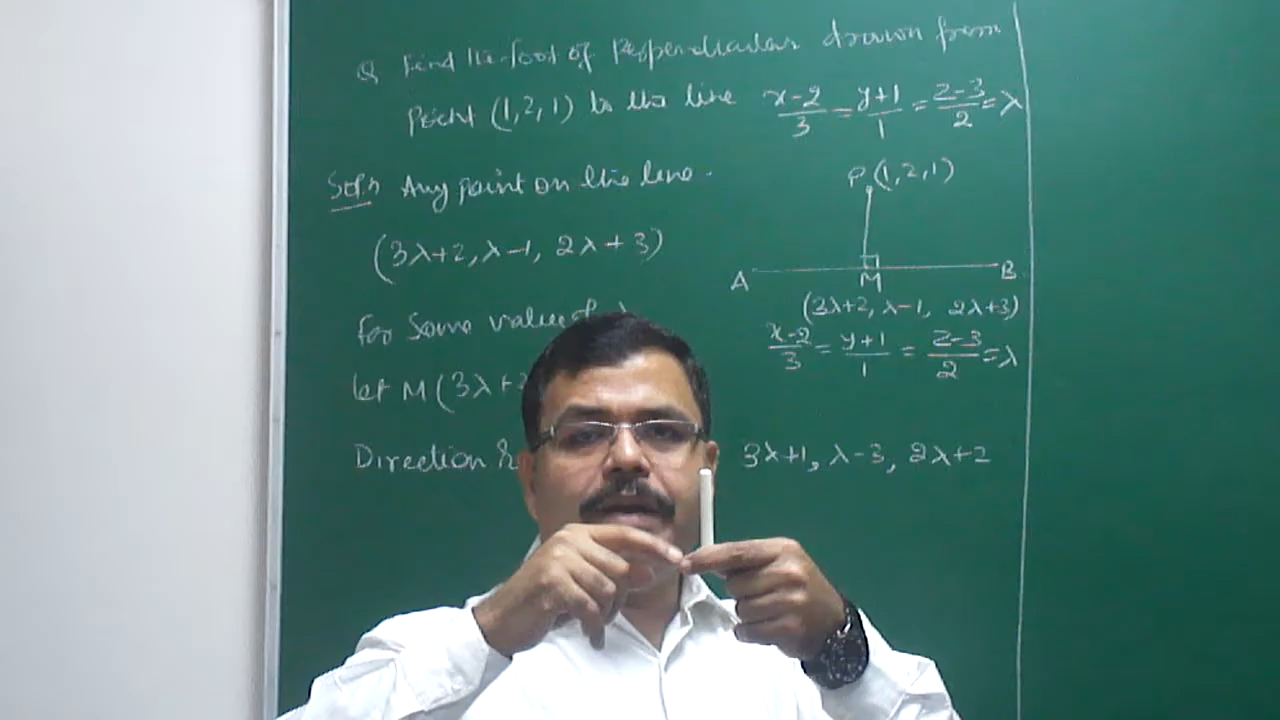 Q Find the foot of Perpendicular drawn from
Point (1,2,1) to the line x-2/3 = y+1/1 = z-3/2 = λ
Soln Any point on the line.
(3λ+2, λ-1, 2λ+3)
for some value of λ
let M (3λ+2
Direction
P(1,2,1)
A M B
(3λ+2, λ-1, 2λ+3)
x-2/3 = y+1/1 = z-3/2 = λ
3λ+1, λ-3, 2λ+2